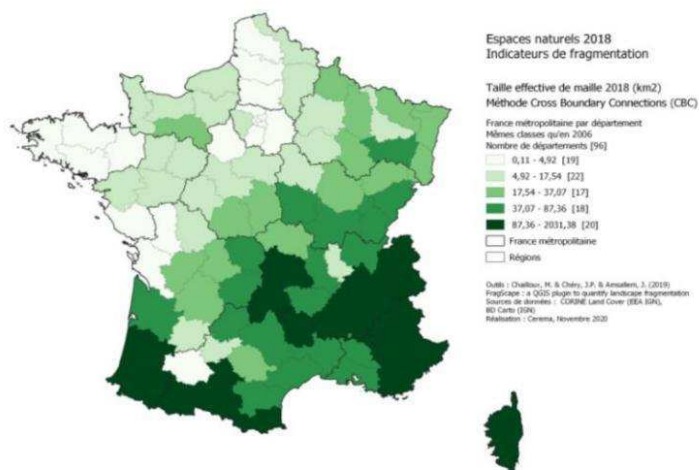 Espaces naturels 2018
Indicateurs de fragmentation
Taille effective de maille 2018 (km2)
Méthode Cross Boundary Connections (CBC)
France métropolitaine par département
Mêmes classes qu'en 2006
Nombre de départements [96]
0,11 - 4,92 [19]
4,92 - 17,54 [22]
17,54 - 37,07 [17]
37,07 - 87,36 [18]
87,36 - 2031,38 [20]
France métropolitaine
Régions
Outils : Chailloux, M. & Chéry, J.P. & Amsallem, J. (2019)
FragScape : a QGIS plugin to quantify landscape fragmentation
Sources de données : CORINE Land Cover (EEA IGN),
BD Carto (IGN)
Réalisation : Cerema, Novembre 2020